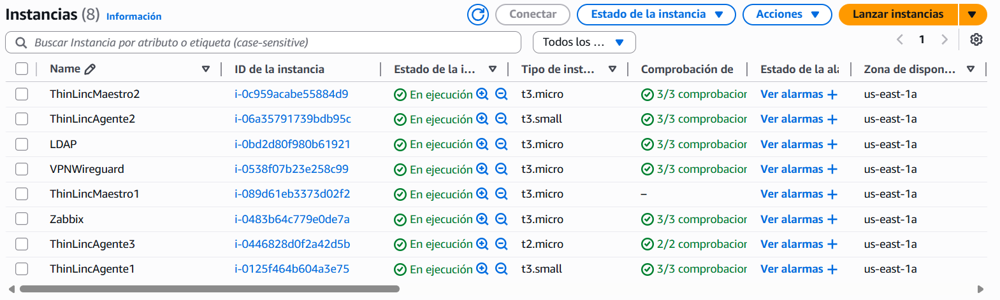 Instancias (8) Información Conectar Estado de la instancia Acciones Lanzar instancias
Buscar Instancia por atributo o etiqueta (case-sensitive) Todos los ... 1
Name ID de la instancia Estado de la i... Tipo de inst... Comprobación de Estado de la ala Zona de dispon...
ThinLincMaestro2 i-0c959acabe55884d9 En ejecución t3.micro 3/3 comprobacior Ver alarmas + us-east-1a
ThinLincAgente2 i-06a35791739bdb95c En ejecución t3.small 3/3 comprobacior Ver alarmas + us-east-1a
LDAP i-0bd2d80f980b61921 En ejecución t3.micro 3/3 comprobacior Ver alarmas + us-east-1a
VPNWireguard i-0538f07b23e258c99 En ejecución t3.micro 3/3 comprobacior Ver alarmas + us-east-1a
ThinLincMaestro1 i-089d61eb3373d02f2 En ejecución t3.micro – Ver alarmas + us-east-1a
Zabbix i-0483b64c779e0de7a En ejecución t3.micro 3/3 comprobacior Ver alarmas + us-east-1a
ThinLincAgente3 i-0446828d0f2a42d5b En ejecución t2.micro 2/2 comprobacior Ver alarmas + us-east-1a
ThinLincAgente1 i-0125f464b604a3e75 En ejecución t3.small 3/3 comprobacior Ver alarmas + us-east-1a